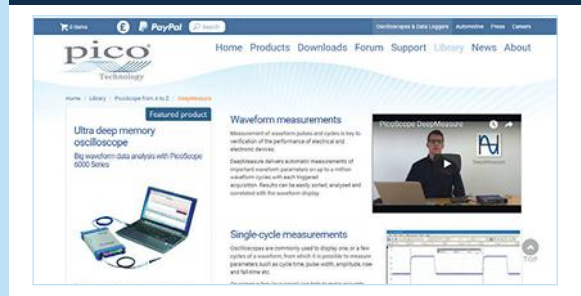 0 items £ PayPal Search Oscilloscopes & Data Loggers Automotive Press Careers
pico
Technology
Home Products Downloads Forum Support Library News About
Home / Library / PicoScope from A to Z / DeepMeasure
Featured product
Ultra deep memory
oscilloscope
Big waveform data analysis with PicoScope
6000 Series
Waveform measurements
Measurement of waveform pulses and cycles is key to
verification of the performance of electrical and
electronic devices.
DeepMeasure delivers automatic measurements of
important waveform parameters on up to a million
waveform cycles with each triggered
acquisition. Results can be easily sorted, analysed and
correlated with the waveform display.
PicoScope DeepMeasure
DeepMeasure
Single-cycle measurements
Oscilloscopes are commonly used to display one, or a few
cycles of a waveform, from which it is possible to measure
parameters such as cycle time, pulse width, amplitude, rise
and fall time etc.
TOP